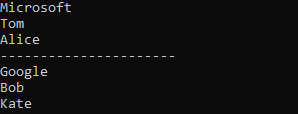 Microsoft
Tom
Alice
----------------------
Google
Bob
Kate